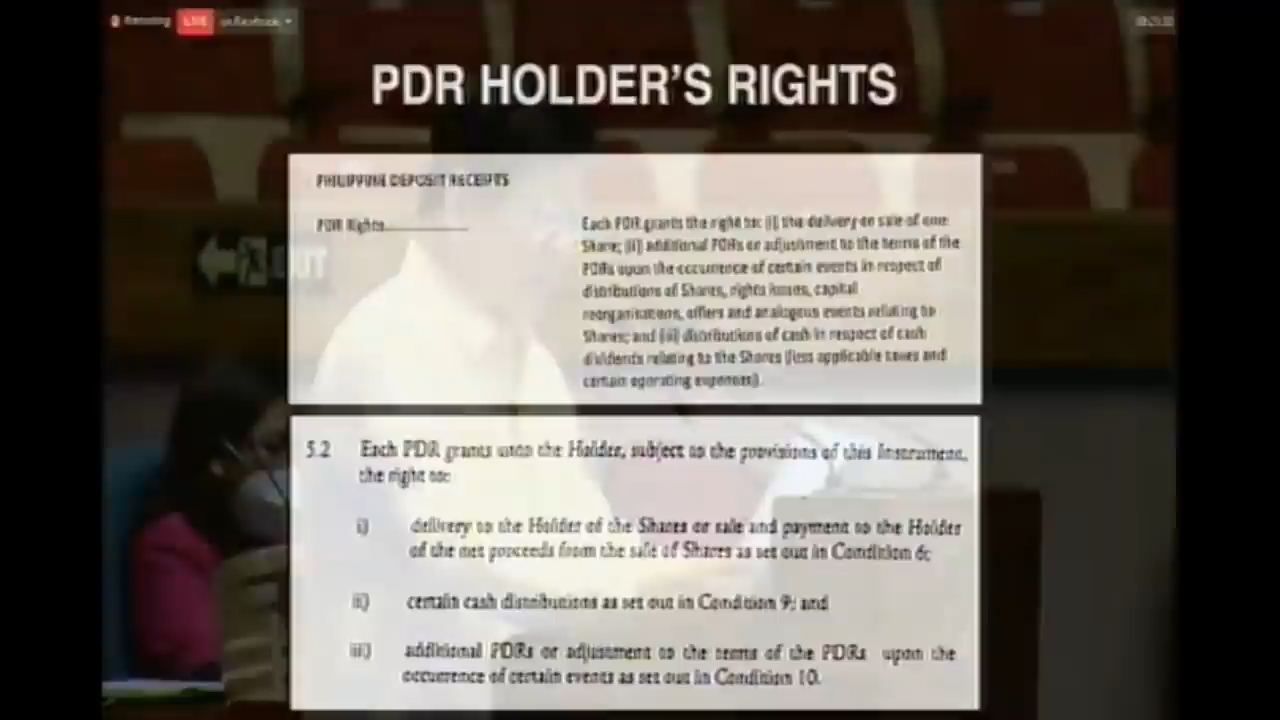 LIVE
on Facebook
PDR HOLDER'S RIGHTS
PHILIPPINE DEPOSIT RECEIPTS
PDR Rights
Each PDR grants the right to: (i) the delivery or sale of one
Share; (ii) additional PDRs or adjustment to the terms of the
PDRs upon the occurrence of certain events in respect of
distributions of Shares, rights issues, capital
reorganisations, offers and analogous events relating to
Shares; and (iii) distributions of cash in respect of cash
dividends relating to the Shares (less applicable taxes and
certain operating expenses).
5.2 Each PDR grants unto the Holder, subject to the provisions of this Instrument,
the right to:
i) delivery to the Holder of the Shares or sale and payment to the Holder
of the net proceeds from the sale of Shares as set out in Condition 6;
ii) certain cash distributions as set out in Condition 9; and
iii) additional PDRs or adjustment to the terms of the PDRs upon the
occurrence of certain events as set out in Condition 10.